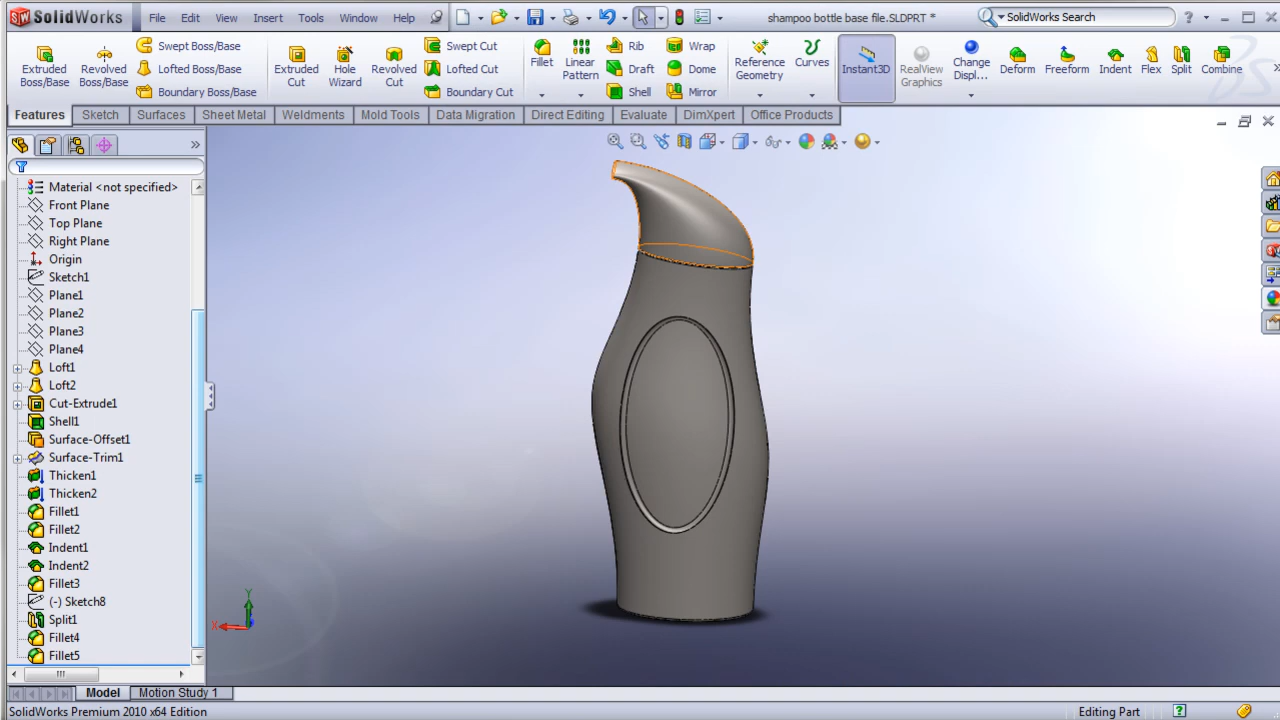 SolidWorks File Edit View Insert Tools Window Help shampoo bottle base file.SLDPRT * SolidWorks Search ?
Extruded Boss/Base
Revolved Boss/Base
Swept Boss/Base
Lofted Boss/Base
Boundary Boss/Base
Extruded Cut
Hole Wizard
Revolved Cut
Swept Cut
Lofted Cut
Boundary Cut
Fillet
Linear Pattern
Rib
Draft
Shell
Wrap
Dome
Mirror
Reference Geometry
Curves
Instant3D
RealView Graphics
Change Displ...
Deform
Freeform
Indent
Flex
Split
Combine
Features Sketch Surfaces Sheet Metal Weldments Mold Tools Data Migration Direct Editing Evaluate DimXpert Office Products
Material <not specified>
Front Plane
Top Plane
Right Plane
Origin
Sketch1
Plane1
Plane2
Plane3
Plane4
Loft1
Loft2
Cut-Extrude1
Shell1
Surface-Offset1
Surface-Trim1
Thicken1
Thicken2
Fillet1
Fillet2
Indent1
Indent2
Fillet3
(-) Sketch8
Split1
Fillet4
Fillet5
Y
X
Model Motion Study 1
SolidWorks Premium 2010 x64 Edition Editing Part ?